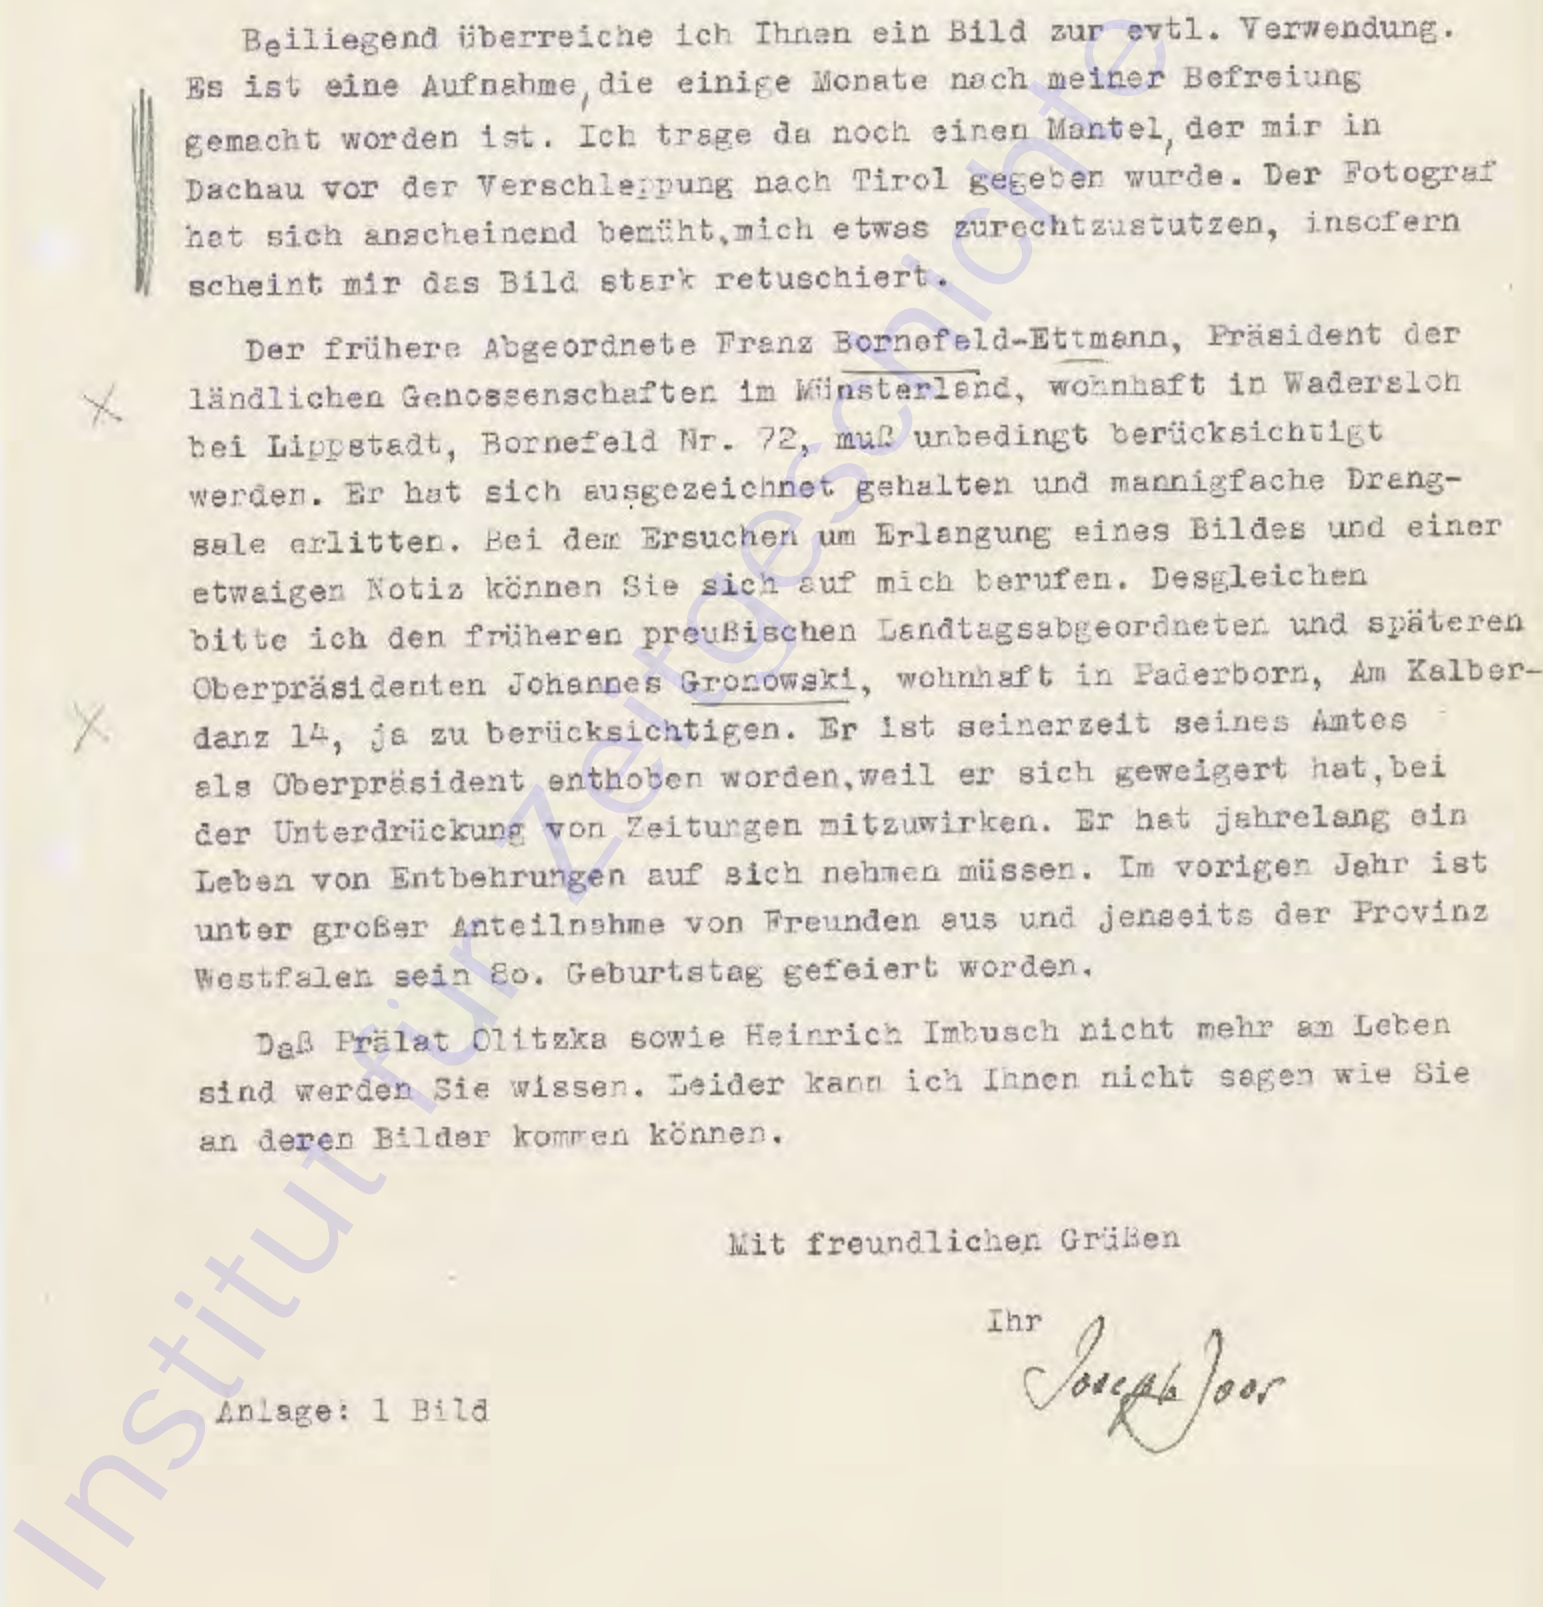 Beiliegend überreiche ich Ihnen ein Bild zur evtl. Verwendung.
Es ist eine Aufnahme, die einige Monate nach meiner Befreiung
gemacht worden ist. Ich trage da noch einen Mantel, der mir in
Dachau vor der Verschleppung nach Tirol gegeben wurde. Der Fotograf
hat sich anscheinend bemüht, mich etwas zurechtzustutzen, insofern
scheint mir das Bild stark retuschiert.
Der frühere Abgeordnete Franz Bornefeld-Ettmann, Präsident der
ländlichen Genossenschaften im Münsterland, wohnhaft in Wadersloh
bei Lippstadt, Bornefeld Nr. 72, muß unbedingt berücksichtigt
werden. Er hat sich ausgezeichnet gehalten und mannigfache Drang-
sale erlitten. Bei dem Ersuchen um Erlangung eines Bildes und einer
etwaigen Notiz können Sie sich auf mich berufen. Desgleichen
bitte ich den früheren preußischen Landtagsabgeordneten und späteren
Oberpräsidenten Johannes Gronowski, wohnhaft in Paderborn, Am Kalber-
danz 14, ja zu berücksichtigen. Er ist seinerzeit seines Amtes
als Oberpräsident enthoben worden, weil er sich geweigert hat, bei
der Unterdrückung von Zeitungen mitzuwirken. Er hat jahrelang ein
Leben von Entbehrungen auf sich nehmen müssen. Im vorigen Jahr ist
unter großer Anteilnahme von Freunden aus und jenseits der Provinz
Westfalen sein 80. Geburtstag gefeiert worden.
Daß Prälat Olitzka sowie Heinrich Imbusch nicht mehr am Leben
sind werden Sie wissen. Leider kann ich Ihnen nicht sagen wie Sie
an deren Bilder kommen können.
Mit freundlichen Grüßen
Ihr
Joseph Joos
Anlage: 1 Bild
Institut für Zeitgeschichte